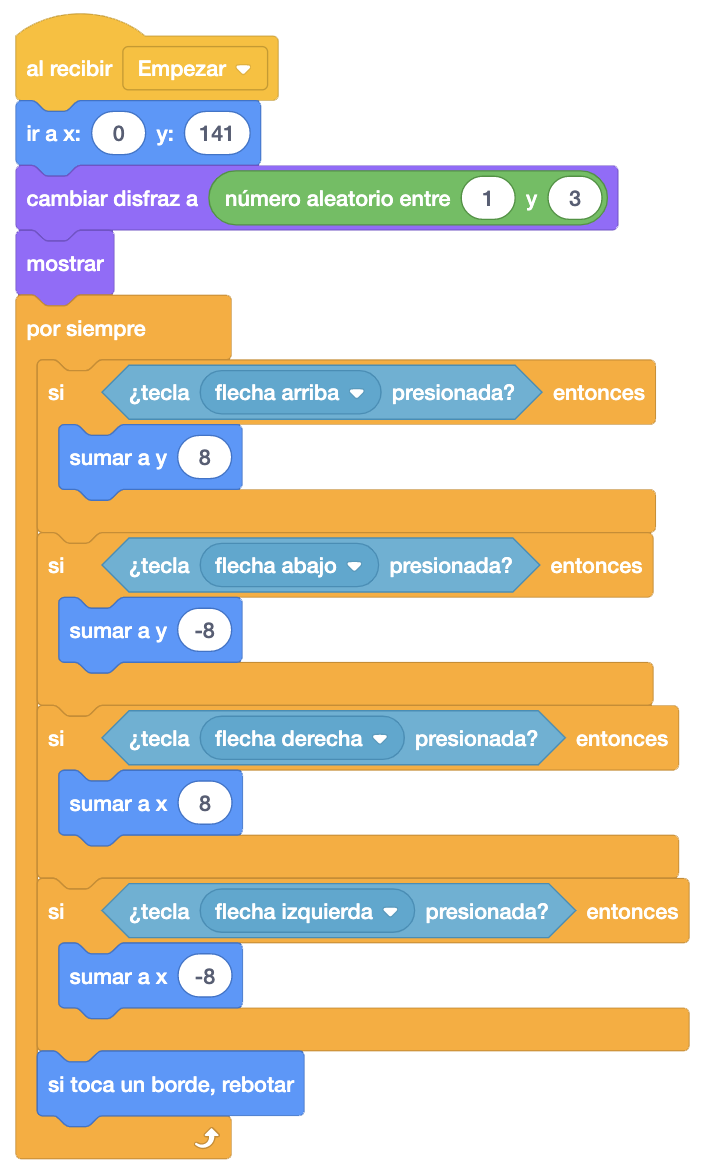 al recibir Empezar
ir a x: 0 y: 141
cambiar disfraz a número aleatorio entre 1 y 3
mostrar
por siempre
si ¿tecla flecha arriba presionada? entonces
sumar a y 8
si ¿tecla flecha abajo presionada? entonces
sumar a y -8
si ¿tecla flecha derecha presionada? entonces
sumar a x 8
si ¿tecla flecha izquierda presionada? entonces
sumar a x -8
si toca un borde, rebotar